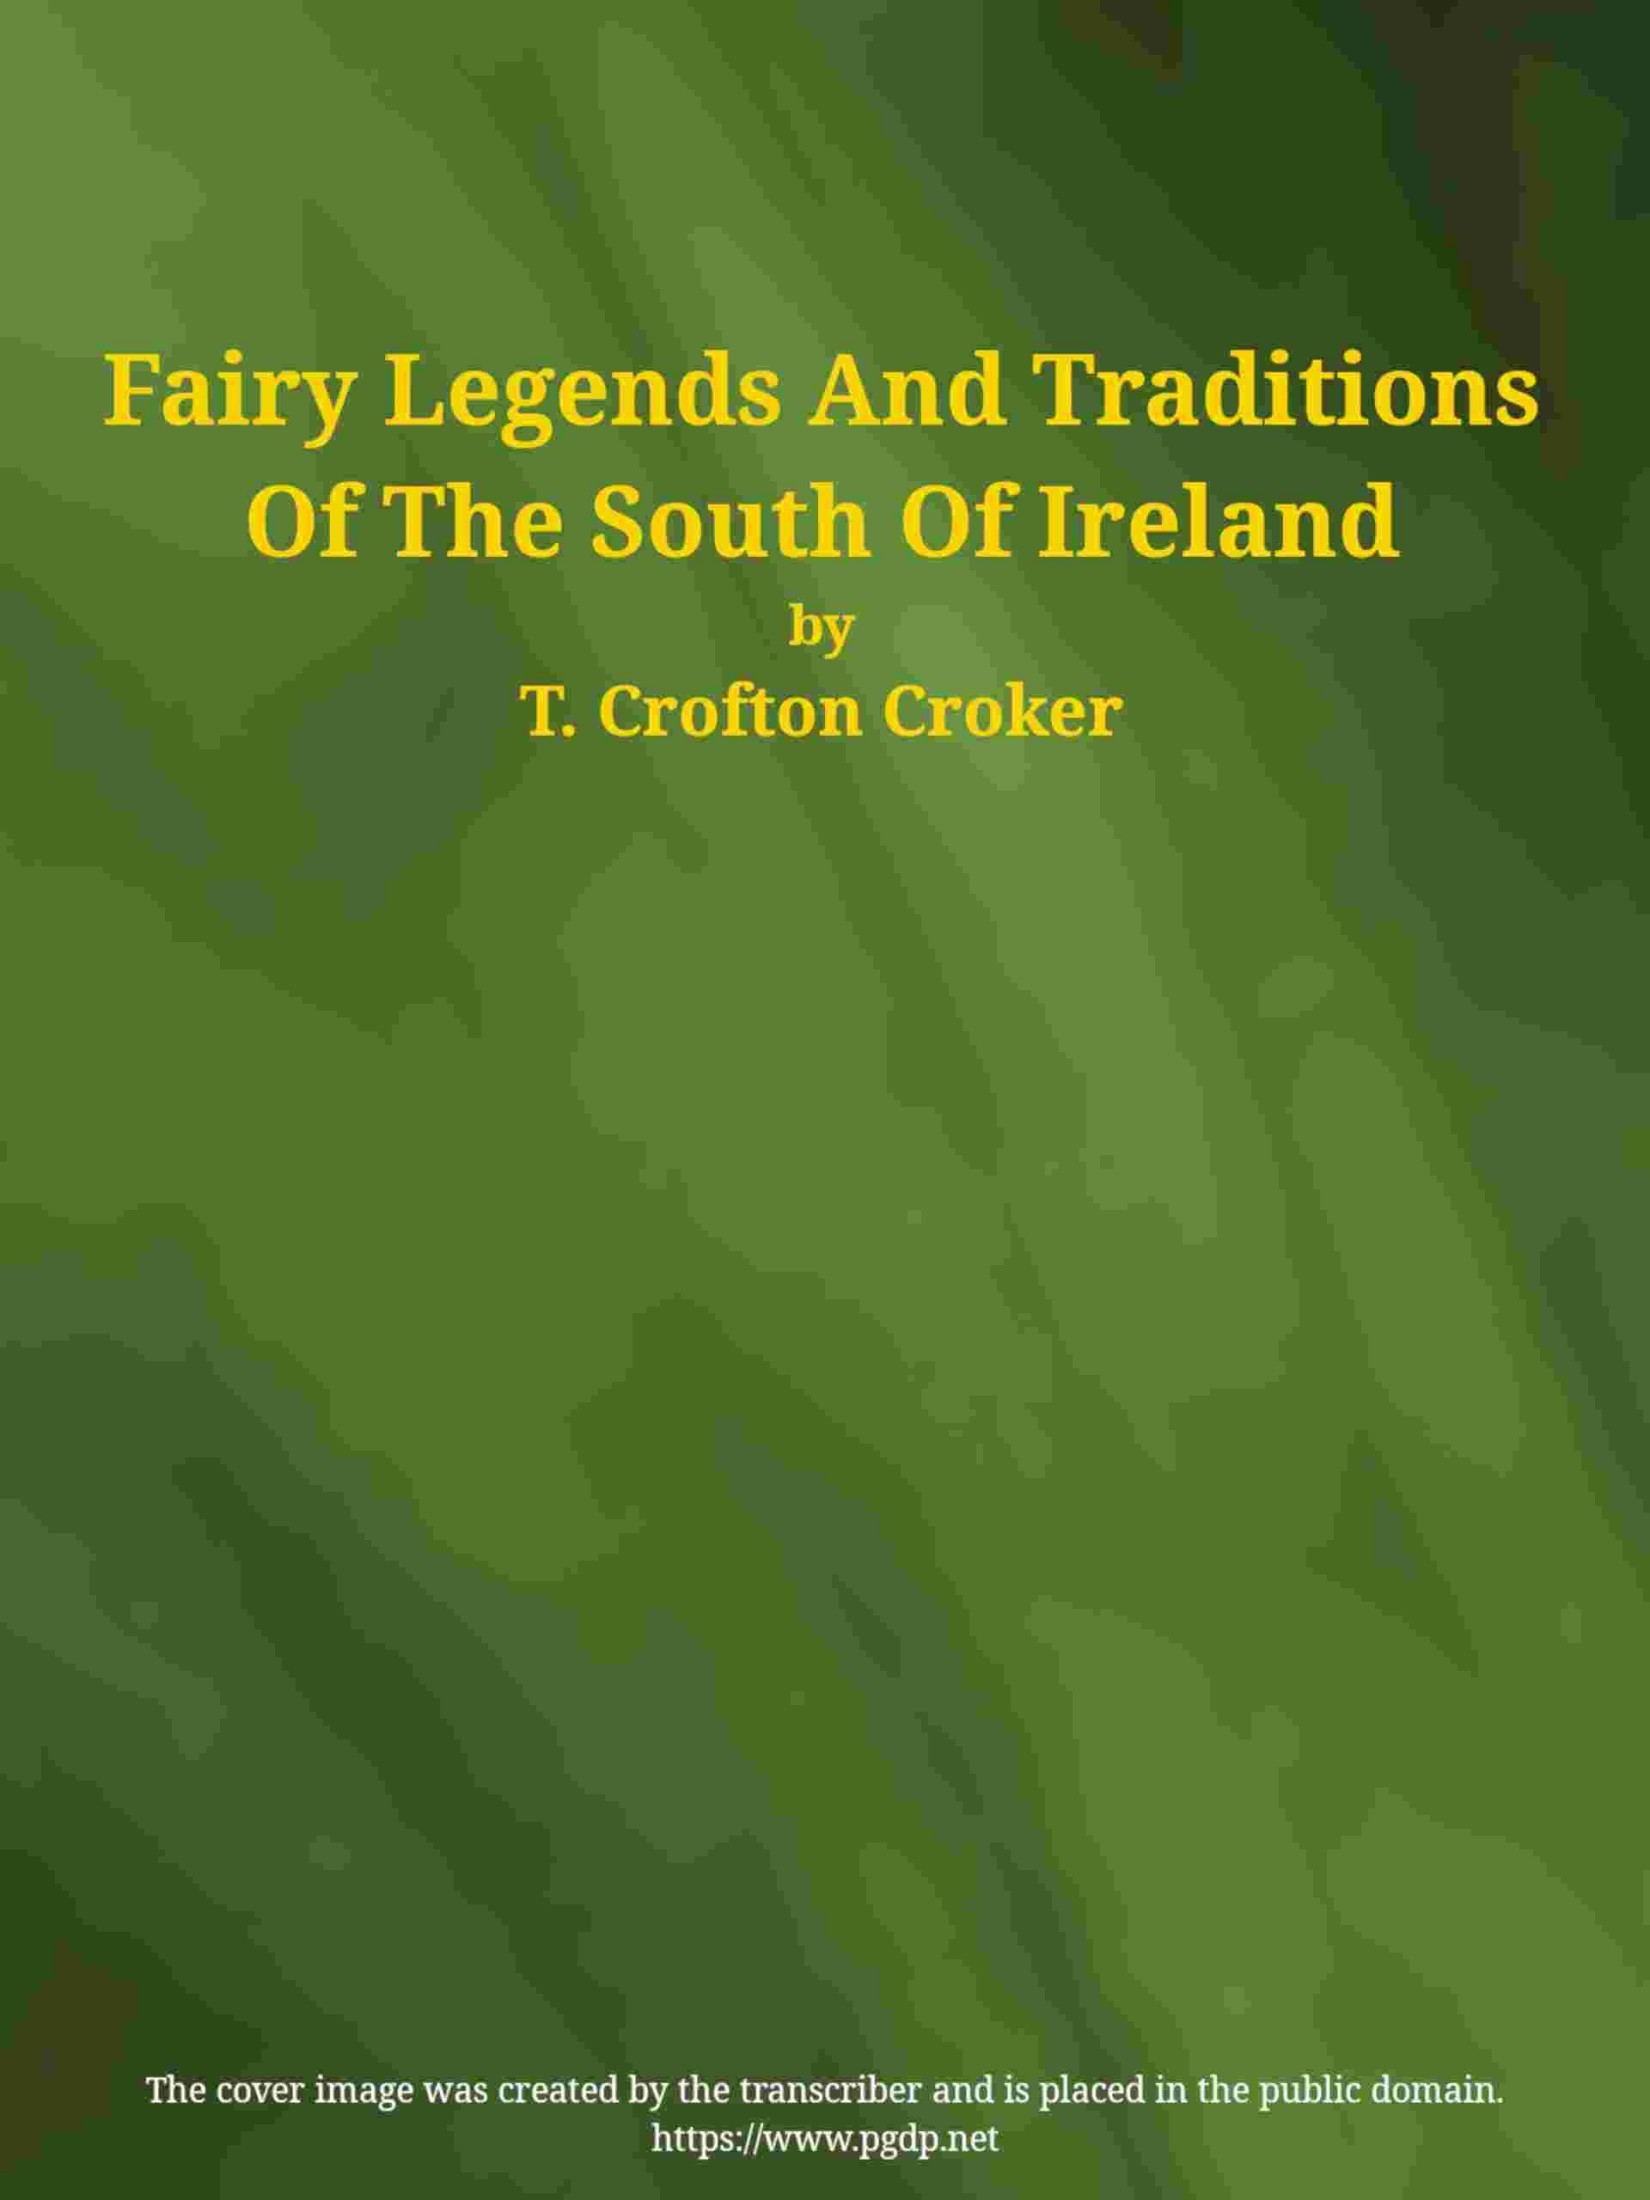 Fairy Legends And Traditions
Of The South Of Ireland
by
T. Crofton Croker
The cover image was created by the transcriber and is placed in the public domain.
https://www.pgdp.net